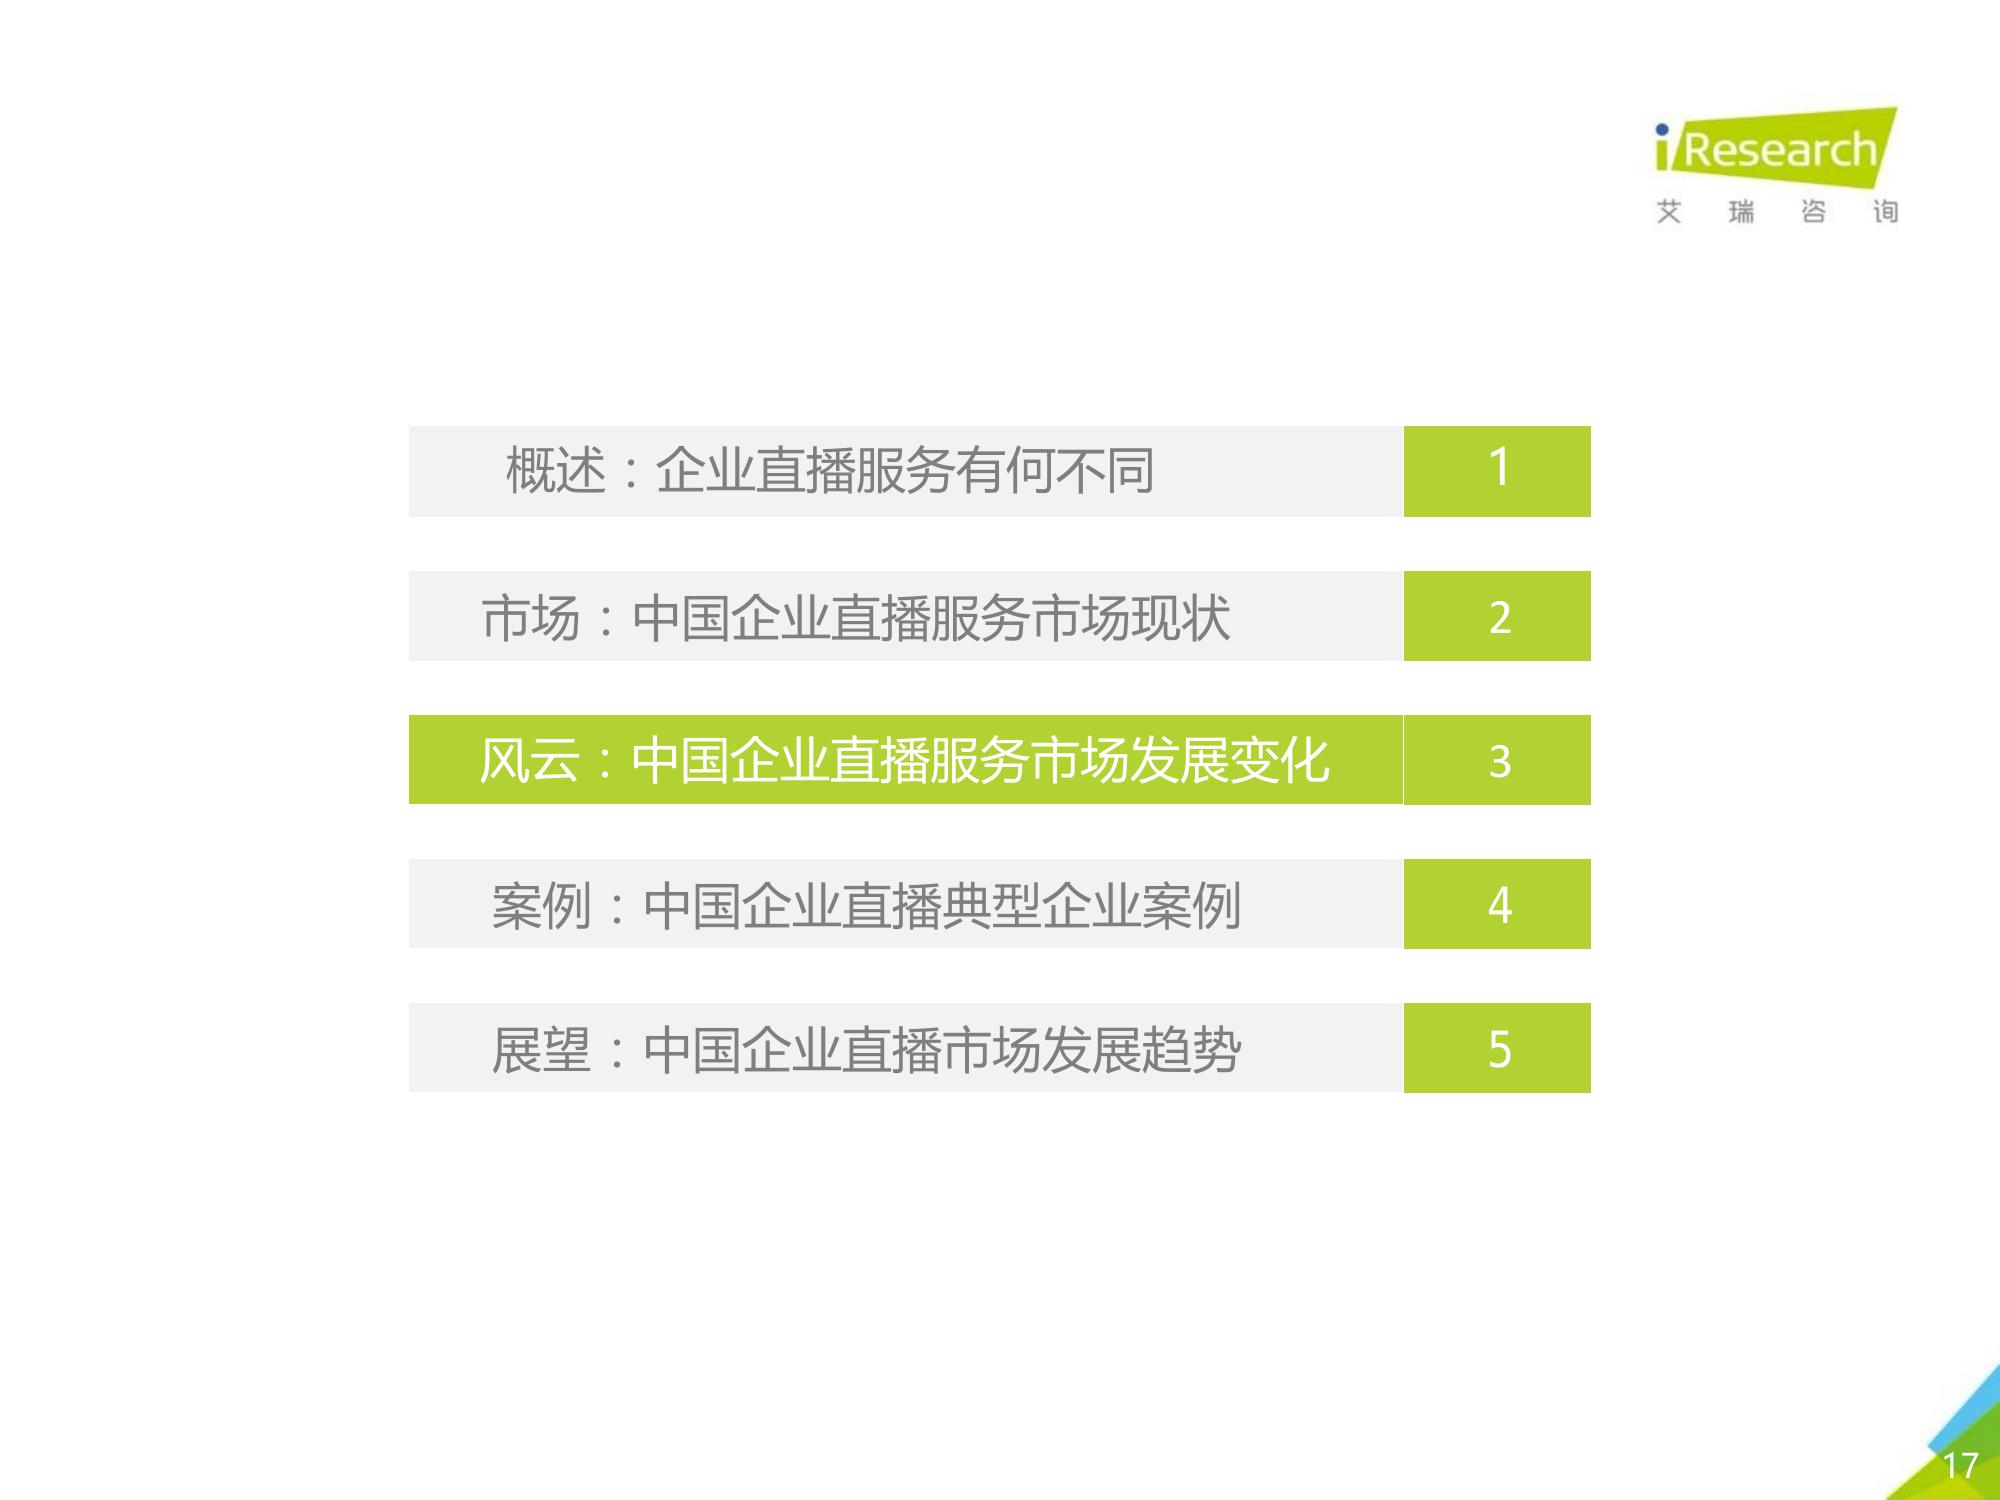 iResearch
艾瑞咨询
概述：企业直播服务有何不同 1
市场：中国企业直播服务市场现状 2
风云：中国企业直播服务市场发展变化 3
案例：中国企业直播典型企业案例 4
展望：中国企业直播市场发展趋势 5
17